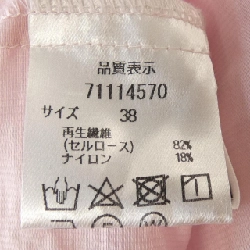 品質表示
71114570
サイズ 38
再生繊維
(セルロース) 82%
ナイロン 18%